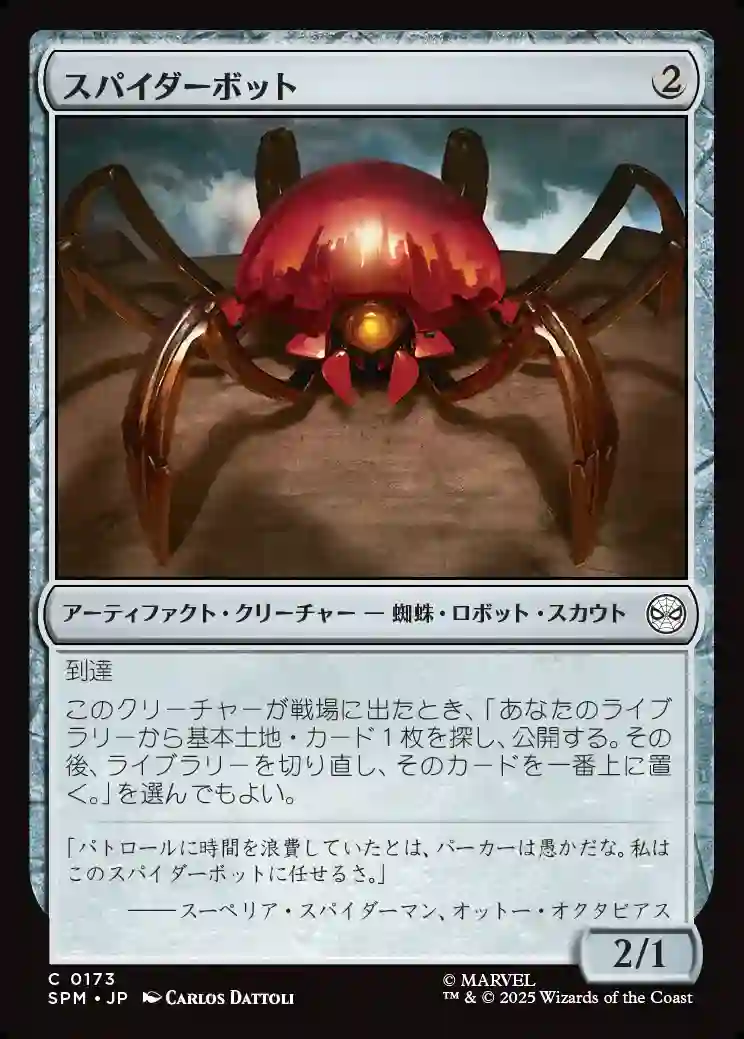 スパイダーボット
2
アーティファクト・クリーチャー ― 蜘蛛・ロボット・スカウト
到達
このクリーチャーが戦場に出たとき、「あなたのライブ
ラリーから基本土地・カード1枚を探し、公開する。その
後、ライブラリーを切り直し、そのカードを一番上に置
く。」を選んでもよい。
「パトロールに時間を浪費していたとは、パーカーは愚かだな。私は
このスパイダーボットに任せるさ。」
――スーペリア・スパイダーマン、オットー・オクタビアス
2/1
C 0173
SPM・JP Carlos Dattoli
© MARVEL
™ & © 2025 Wizards of the Coast